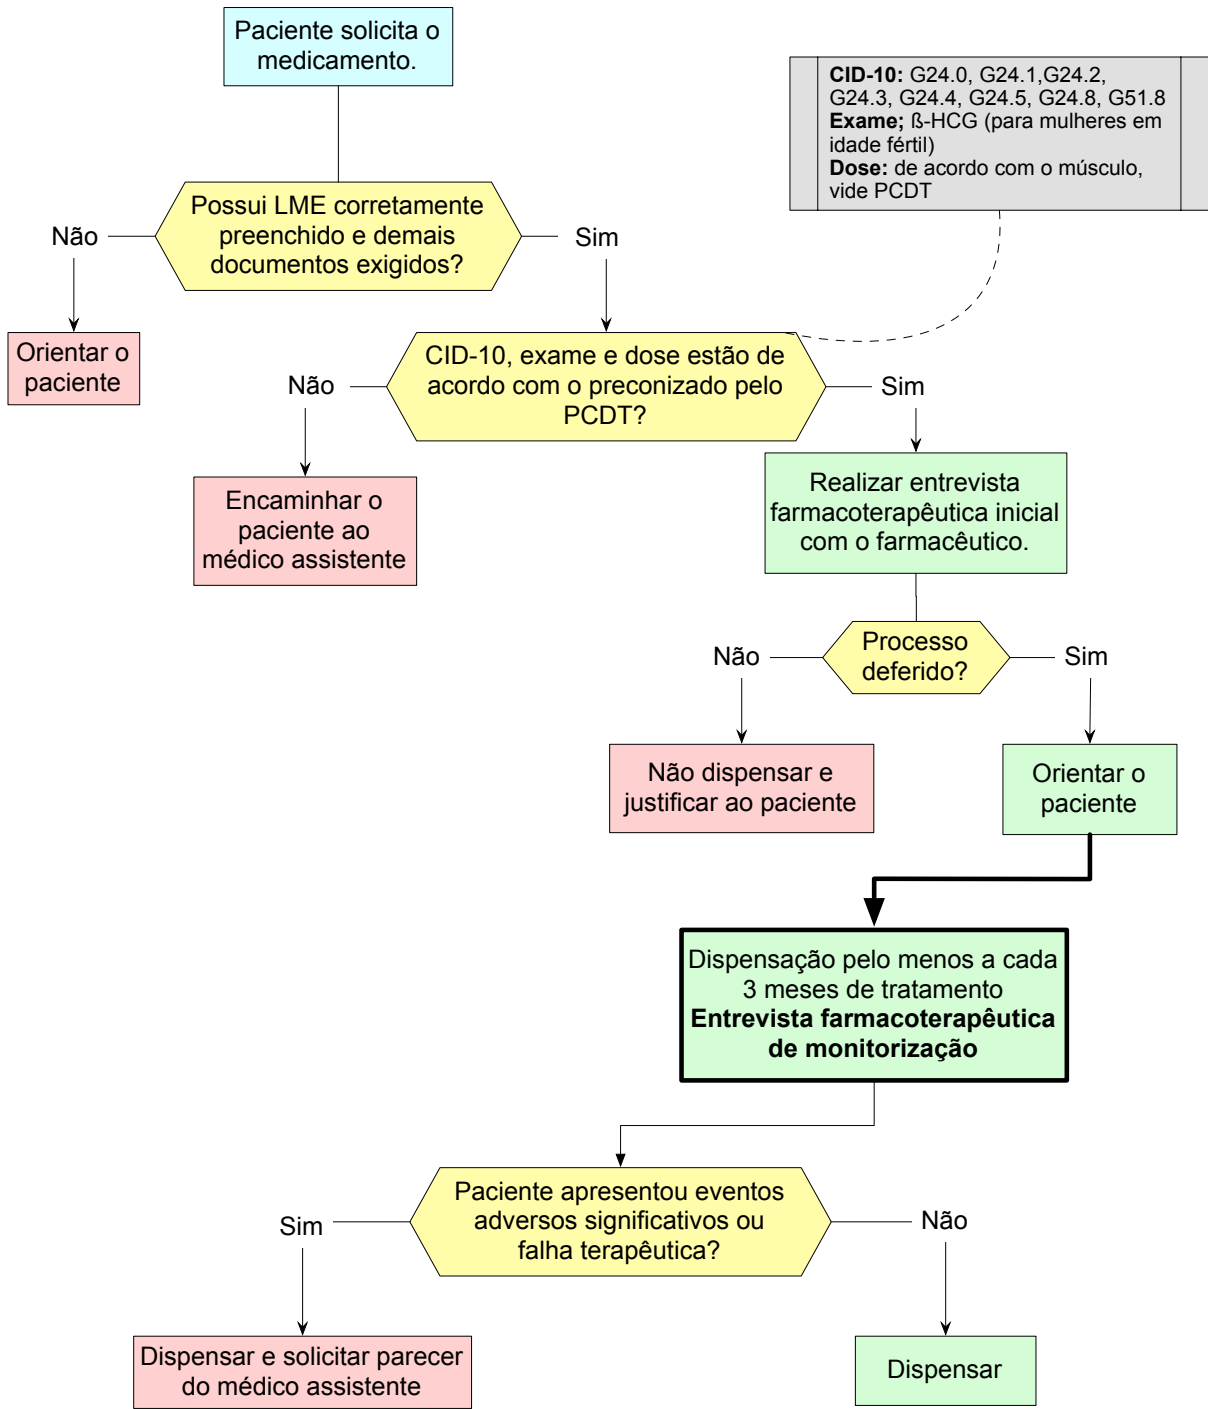 Paciente solicita o
medicamento.
CID-10: G24.0, G24.1,G24.2,
G24.3, G24.4, G24.5, G24.8, G51.8
Exame; ß-HCG (para mulheres em
idade fértil)
Dose: de acordo com o músculo,
vide PCDT
Possui LME corretamente
preenchido e demais
documentos exigidos?
Não
Sim
Orientar o
paciente
CID-10, exame e dose estão de
acordo com o preconizado pelo
PCDT?
Não
Sim
Encaminhar o
paciente ao
médico assistente
Realizar entrevista
farmacoterapêutica inicial
com o farmacêutico.
Processo
deferido?
Não
Sim
Não dispensar e
justificar ao paciente
Orientar o
paciente
Dispensação pelo menos a cada
3 meses de tratamento
Entrevista farmacoterapêutica
de monitorização
Paciente apresentou eventos
adversos significativos ou
falha terapêutica?
Sim
Não
Dispensar e solicitar parecer
do médico assistente
Dispensar